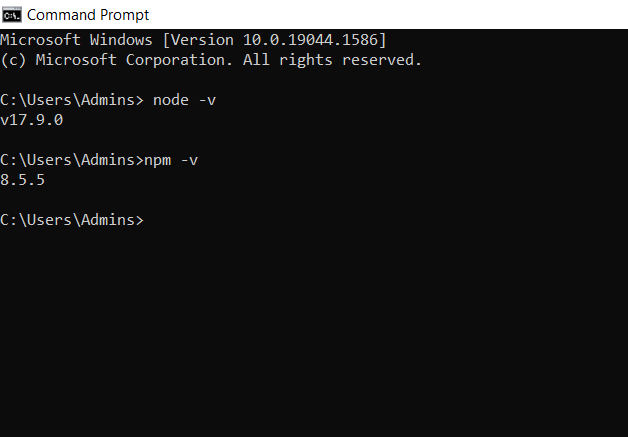 Command Prompt
Microsoft Windows [Version 10.0.19044.1586]
(c) Microsoft Corporation. All rights reserved.
C:\Users\Admins> node -v
v17.9.0
C:\Users\Admins>npm -v
8.5.5
C:\Users\Admins>